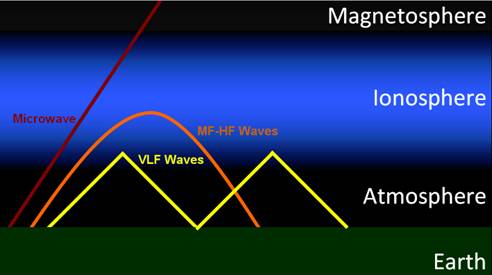 Magnetosphere
Ionosphere
Microwave
MF-HF Waves
VLF Waves
Atmosphere
Earth